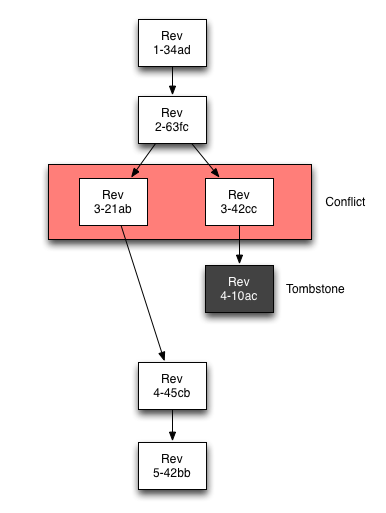 Rev
1-34ad
Rev
2-63fc
Rev
3-21ab
Rev
3-42cc
Conflict
Rev
4-10ac
Tombstone
Rev
4-45cb
Rev
5-42bb